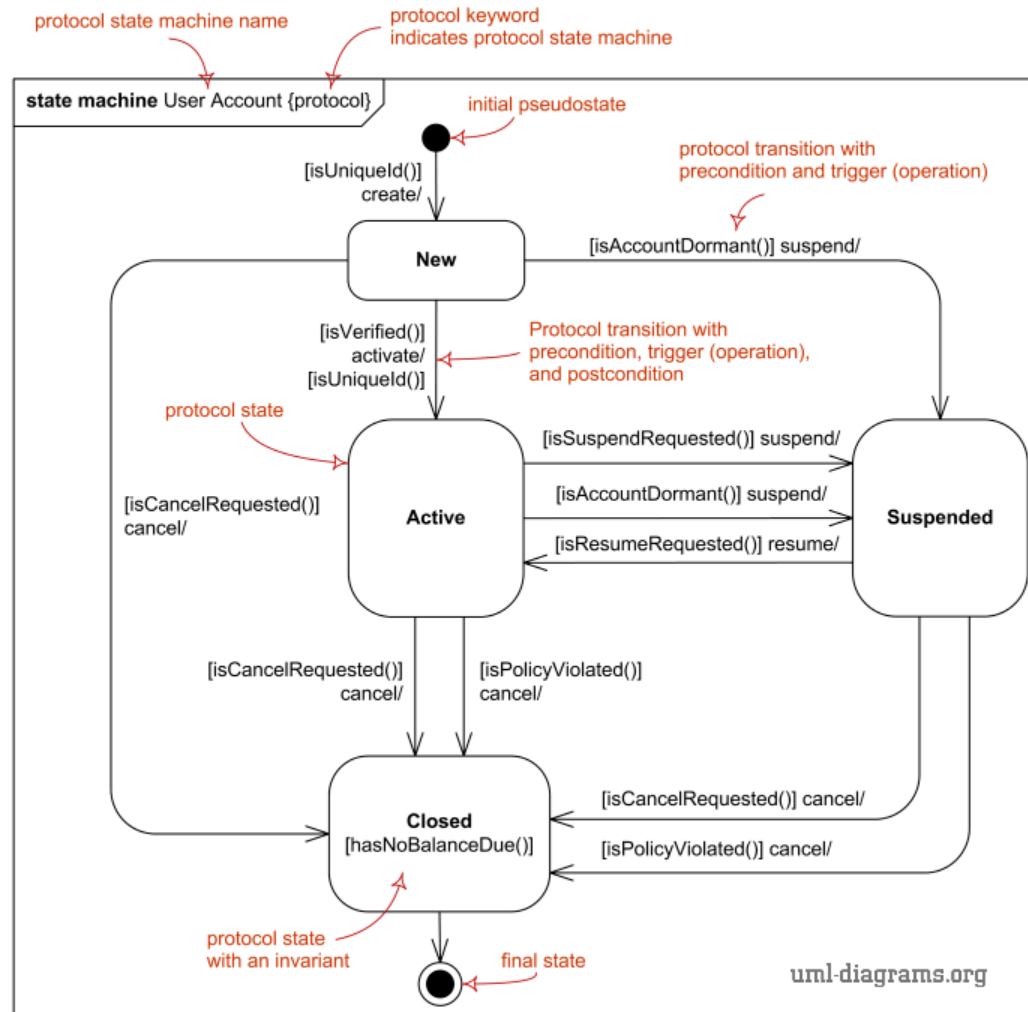 protocol state machine name
protocol keyword
indicates protocol state machine
state machine User Account {protocol}
initial pseudostate
[isUniqueId()]
create/
protocol transition with
precondition and trigger (operation)
New
[isAccountDormant()] suspend/
[isVerified()]
activate/
[isUniqueId()]
Protocol transition with
precondition, trigger (operation),
and postcondition
protocol state
[isCancelRequested()]
cancel/
Active
[isSuspendRequested()] suspend/
[isAccountDormant()] suspend/
[isResumeRequested()] resume/
Suspended
[isCancelRequested()]
cancel/
[isPolicyViolated()]
cancel/
Closed
[hasNoBalanceDue()]
[isCancelRequested()] cancel/
[isPolicyViolated()] cancel/
protocol state
with an invariant
final state
uml-diagrams.org